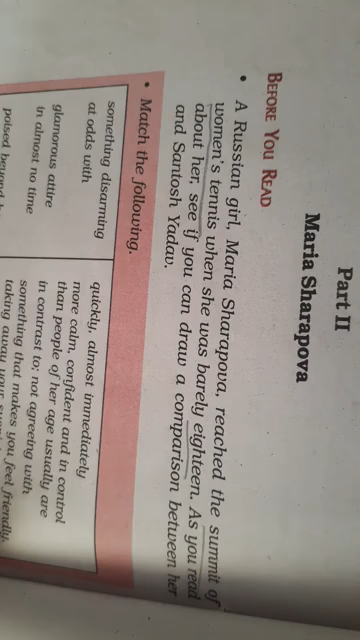 Part II
Maria Sharapova
BEFORE YOU READ
• A Russian girl, Maria Sharapova, reached the summit of
women's tennis when she was barely eighteen. As you read
about her, see if you can draw a comparison between her
and Santosh Yadav.
• Match the following.
something disarming
at odds with
glamorous attire
in almost no time
poised beyond
quickly, almost immediately
more calm, confident and in control
than people of her age usually are
in contrast to; not agreeing with
something that makes you feel friendly,
taking away your